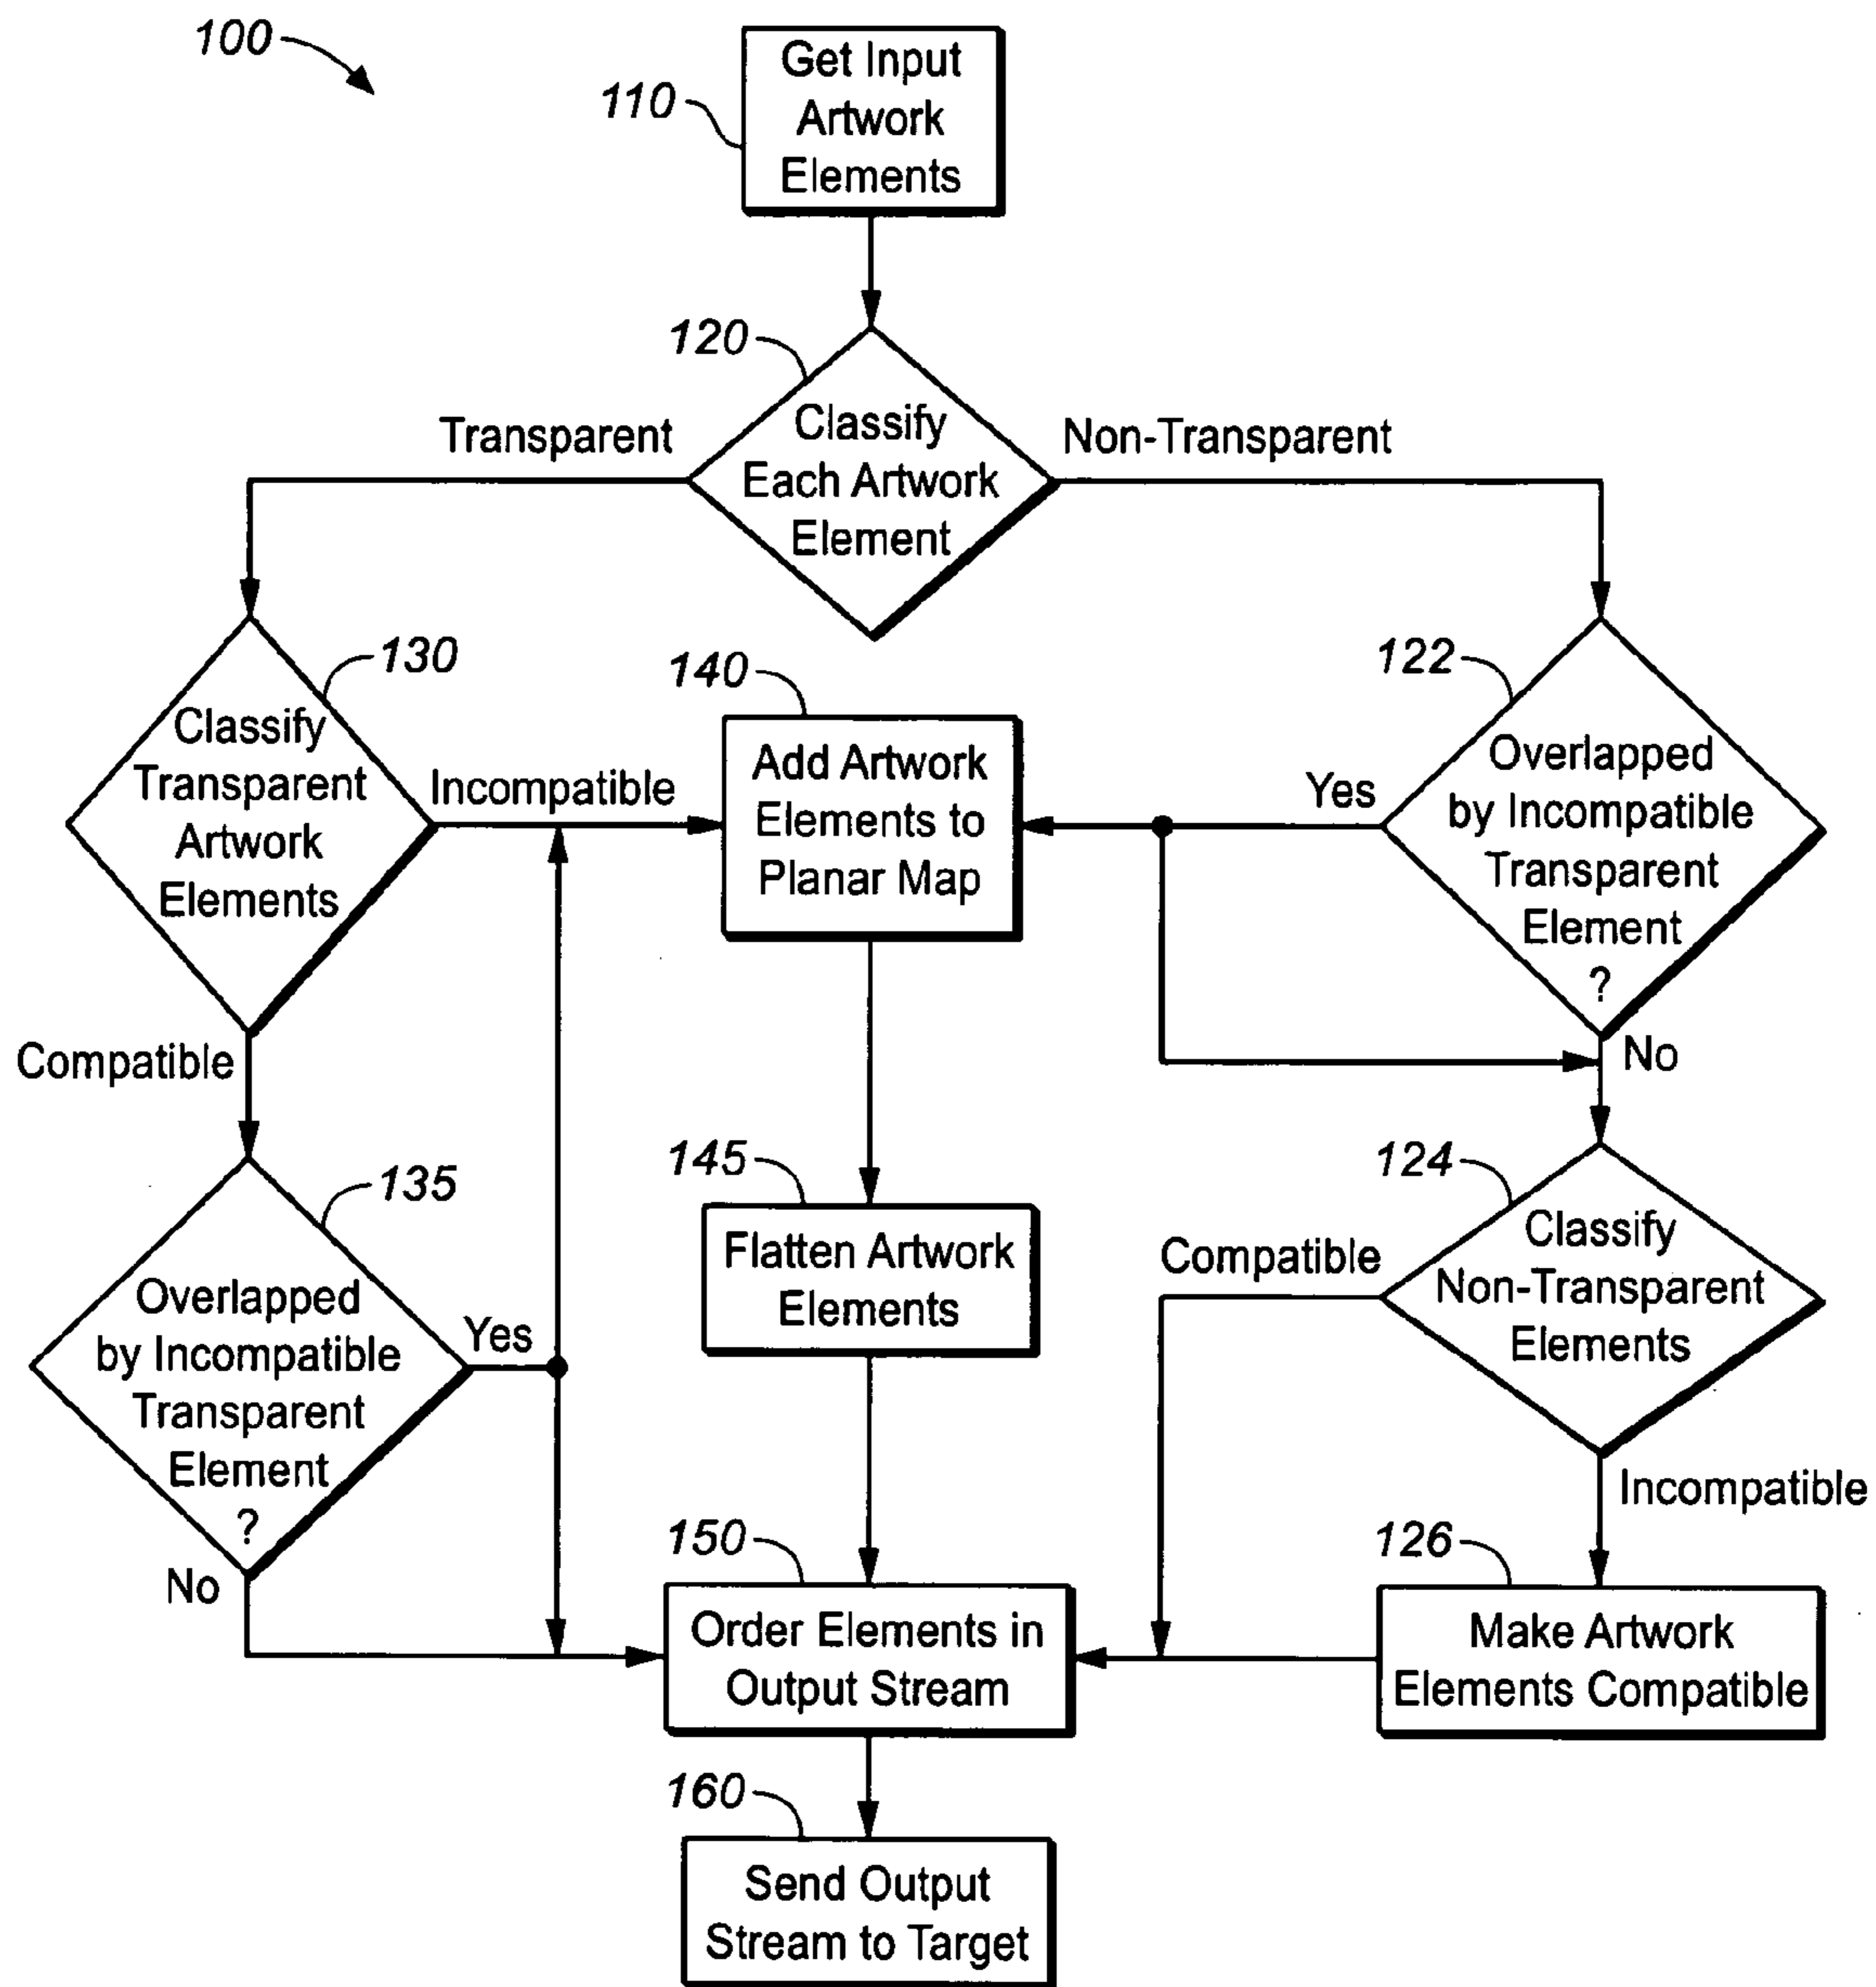 100
110
Get Input
Artwork
Elements
120
Classify
Each Artwork
Element
Transparent
Non-Transparent
130
Classify
Transparent
Artwork
Elements
Incompatible
Compatible
140
Add Artwork
Elements to
Planar Map
122
Overlapped
by Incompatible
Transparent
Element
?
Yes
No
135
Overlapped
by Incompatible
Transparent
Element
?
Yes
No
145
Flatten Artwork
Elements
124
Classify
Non-Transparent
Elements
Compatible
Incompatible
126
Make Artwork
Elements Compatible
150
Order Elements in
Output Stream
160
Send Output
Stream to Target